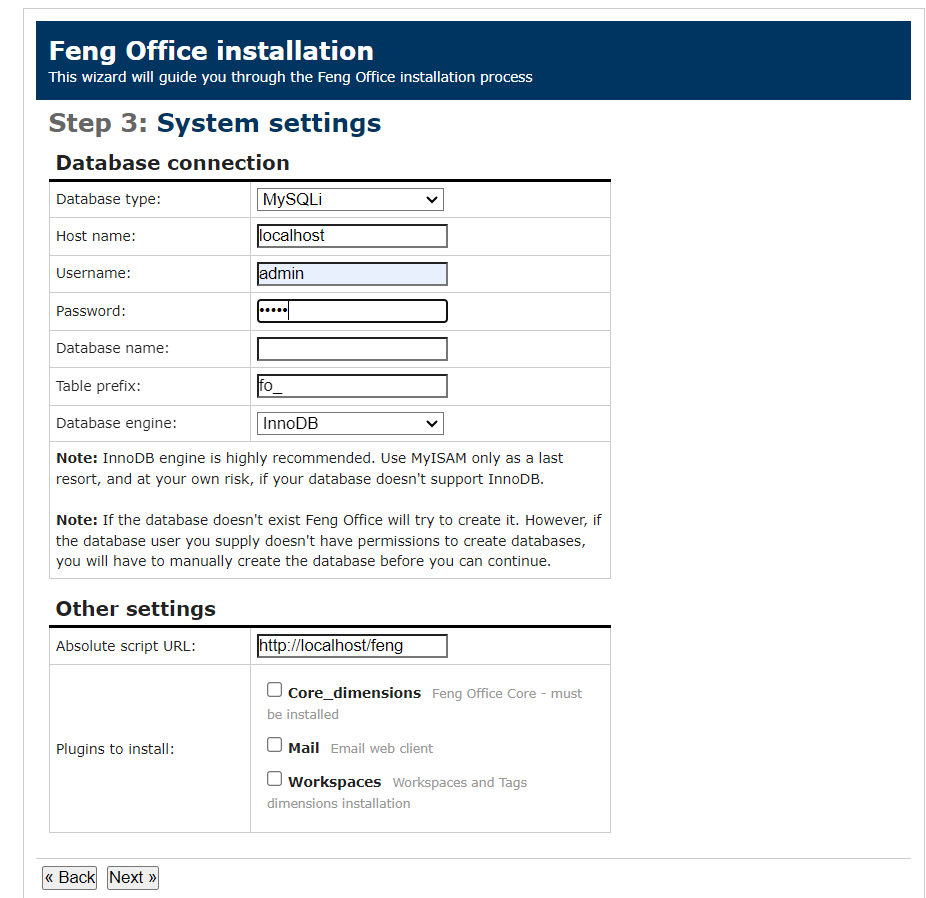 Feng Office installation
This wizard will guide you through the Feng Office installation process
Step 3: System settings
Database connection
Database type: MySQLi
Host name: localhost
Username: admin
Password: •••••
Database name:
Table prefix: fo_
Database engine: InnoDB
Note: InnoDB engine is highly recommended. Use MyISAM only as a last
resort, and at your own risk, if your database doesn't support InnoDB.
Note: If the database doesn't exist Feng Office will try to create it. However, if
the database user you supply doesn't have permissions to create databases,
you will have to manually create the database before you can continue.
Other settings
Absolute script URL: http://localhost/feng
Plugins to install:
Core_dimensions Feng Office Core - must
be installed
Mail Email web client
Workspaces Workspaces and Tags
dimensions installation
« Back Next »